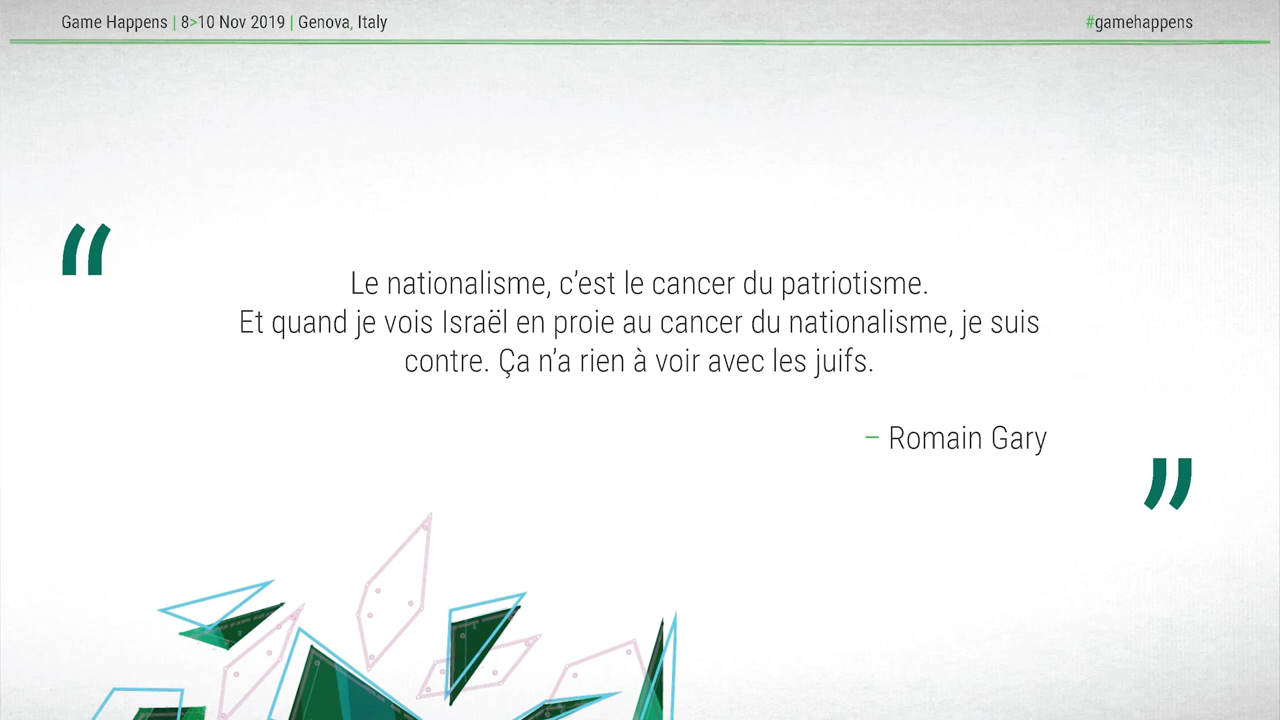 Game Happens | 8>10 Nov 2019 | Genova, Italy
#gamehappens
“
Le nationalisme, c’est le cancer du patriotisme.
Et quand je vois Israël en proie au cancer du nationalisme, je suis
contre. Ça n’a rien à voir avec les juifs.
– Romain Gary
”